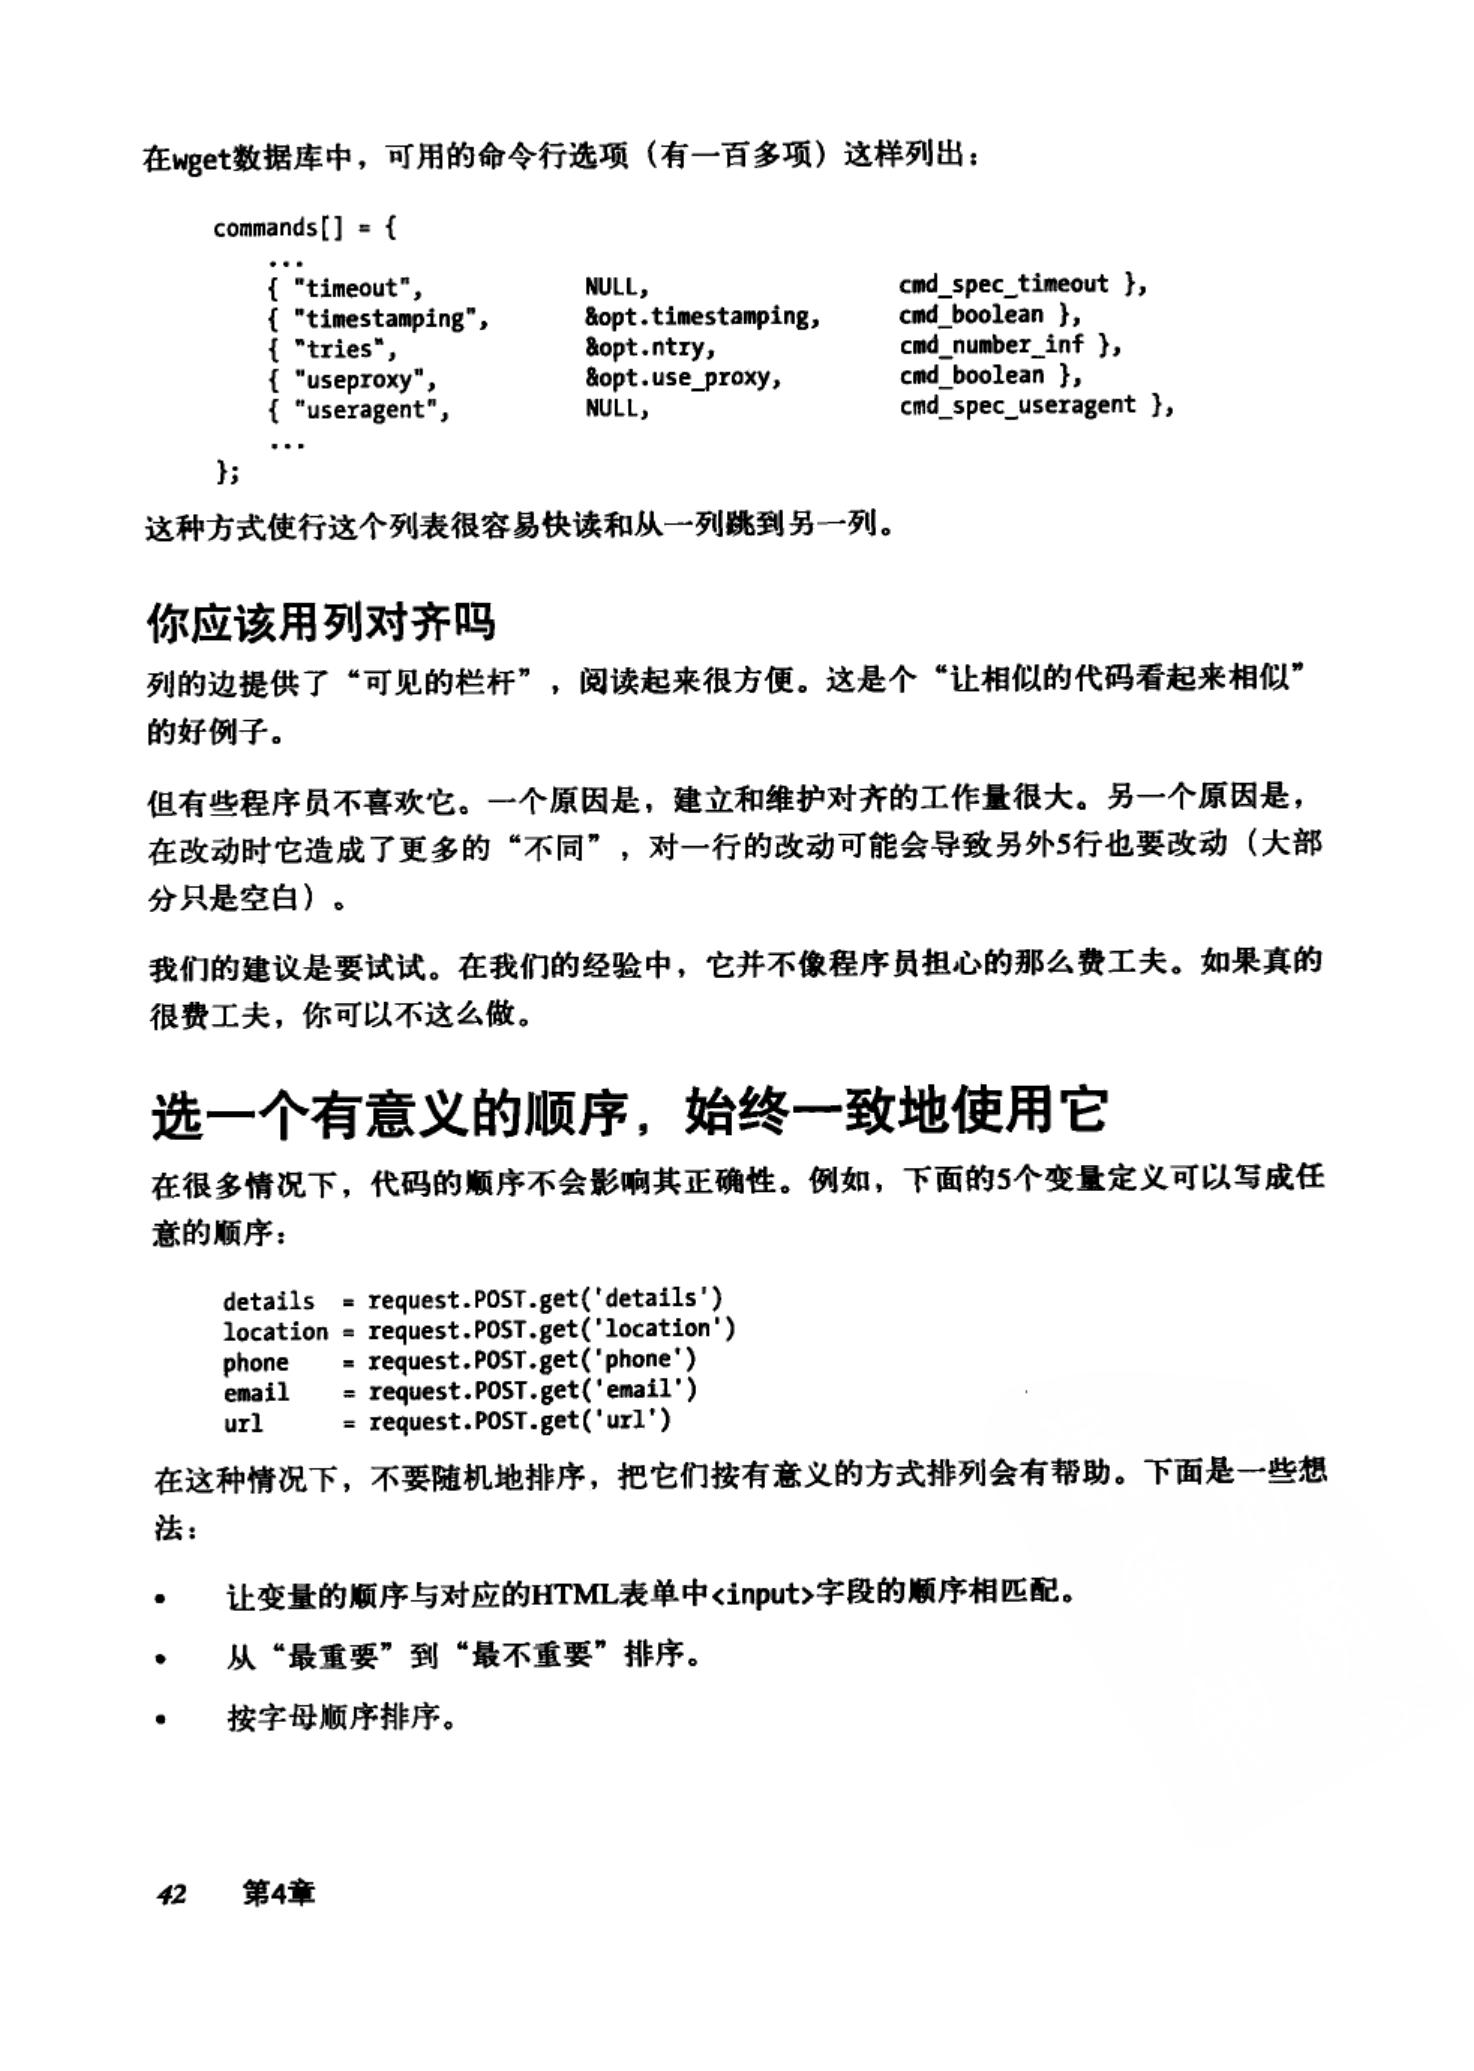 在wget数据库中，可用的命令行选项（有一百多项）这样列出：
commands[] = {
...
{ "timeout", NULL, cmd_spec_timeout },
{ "timestamping", &opt.timestamping, cmd_boolean },
{ "tries", &opt.ntry, cmd_number_inf },
{ "useproxy", &opt.use_proxy, cmd_boolean },
{ "useragent", NULL, cmd_spec_useragent },
...
};
这种方式使行这个列表很容易快读和从一列跳到另一列。
你应该用列对齐吗
列的边提供了“可见的栏杆”，阅读起来很方便。这是个“让相似的代码看起来相似”
的好例子。
但有些程序员不喜欢它。一个原因是，建立和维护对齐的工作量很大。另一个原因是，
在改动时它造成了更多的“不同”，对一行的改动可能会导致另外5行也要改动（大部
分只是空白）。
我们的建议是要试试。在我们的经验中，它并不像程序员担心的那么费工夫。如果真的
很费工夫，你可以不这么做。
选一个有意义的顺序，始终一致地使用它
在很多情况下，代码的顺序不会影响其正确性。例如，下面的5个变量定义可以写成任
意的顺序：
details = request.POST.get('details')
location = request.POST.get('location')
phone = request.POST.get('phone')
email = request.POST.get('email')
url = request.POST.get('url')
在这种情况下，不要随机地排序，把它们按有意义的方式排列会有帮助。下面是一些想
法：
• 让变量的顺序与对应的HTML表单中<input>字段的顺序相匹配。
• 从“最重要”到“最不重要”排序。
• 按字母顺序排序。
42 第4章